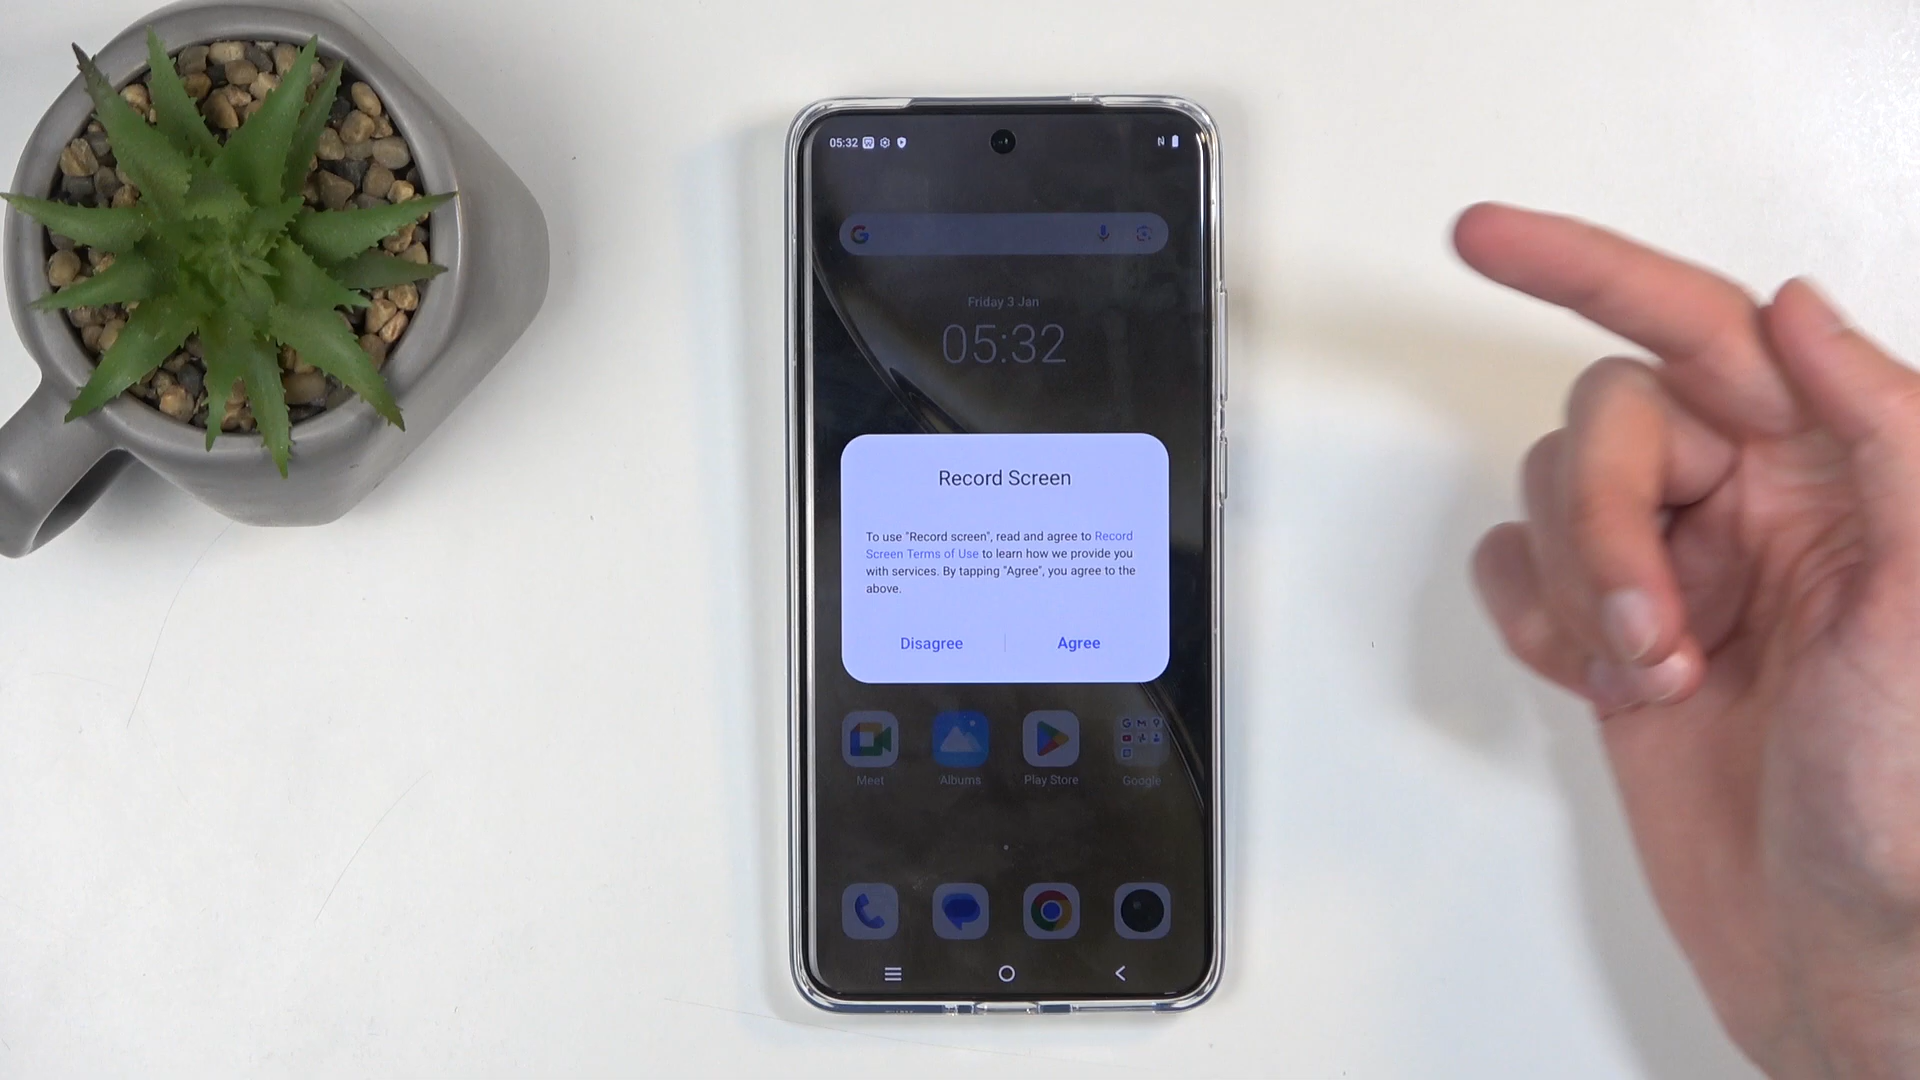 05:32
Friday 3 Jan
05:32
Record Screen
To use "Record screen", read and agree to Record
Screen Terms of Use to learn how we provide you
with services. By tapping "Agree", you agree to the
above.
Disagree
Agree
Meet
Albums
Play Store
Google